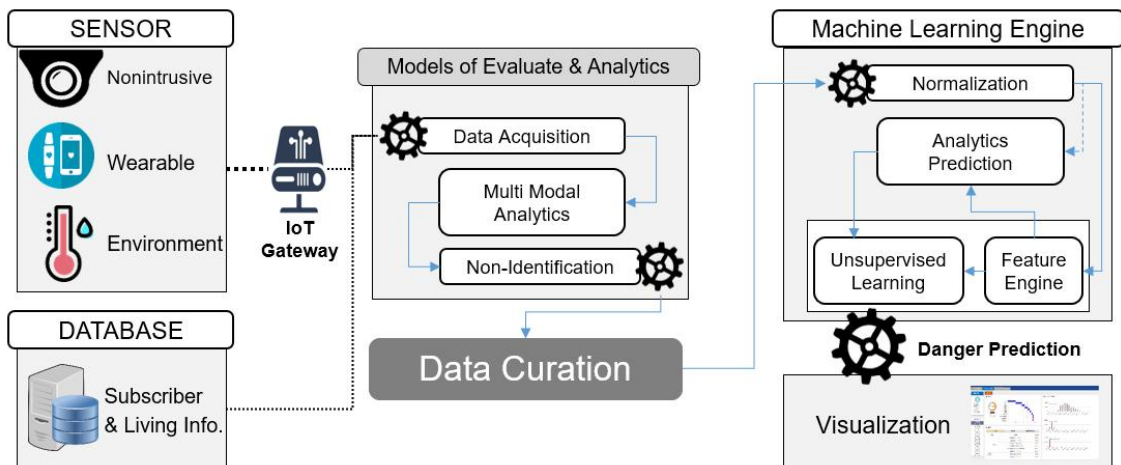 SENSOR
Nonintrusive
Wearable
Environment
DATABASE
Subscriber
& Living Info.
IoT
Gateway
Models of Evaluate & Analytics
Data Acquisition
Multi Modal
Analytics
Non-Identification
Data Curation
Machine Learning Engine
Normalization
Analytics
Prediction
Unsupervised
Learning
Feature
Engine
Danger Prediction
Visualization